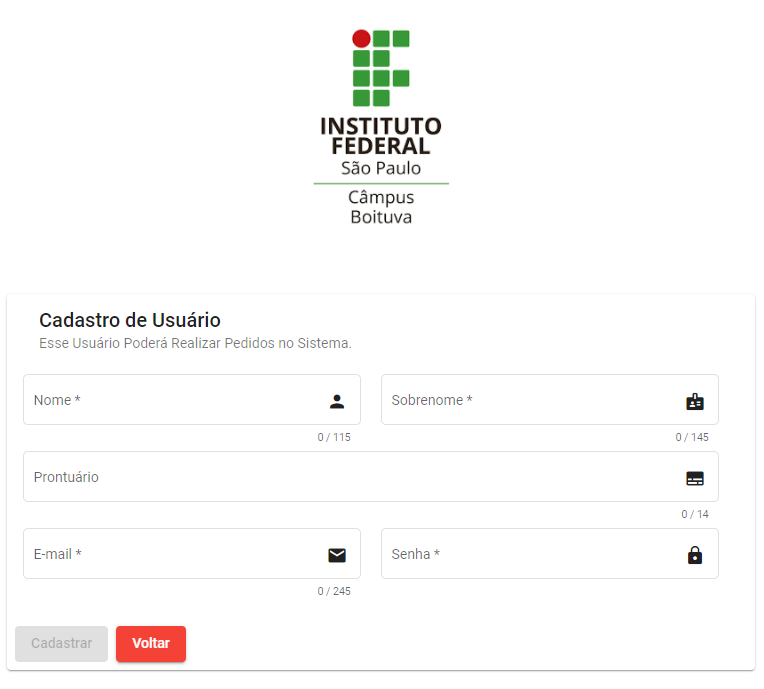 INSTITUTO
FEDERAL
São Paulo
Câmpus
Boituva
Cadastro de Usuário
Esse Usuário Poderá Realizar Pedidos no Sistema.
Nome *
Sobrenome *
0 / 115
0 / 145
Prontuário
0 / 14
E-mail *
Senha *
0 / 245
Cadastrar
Voltar